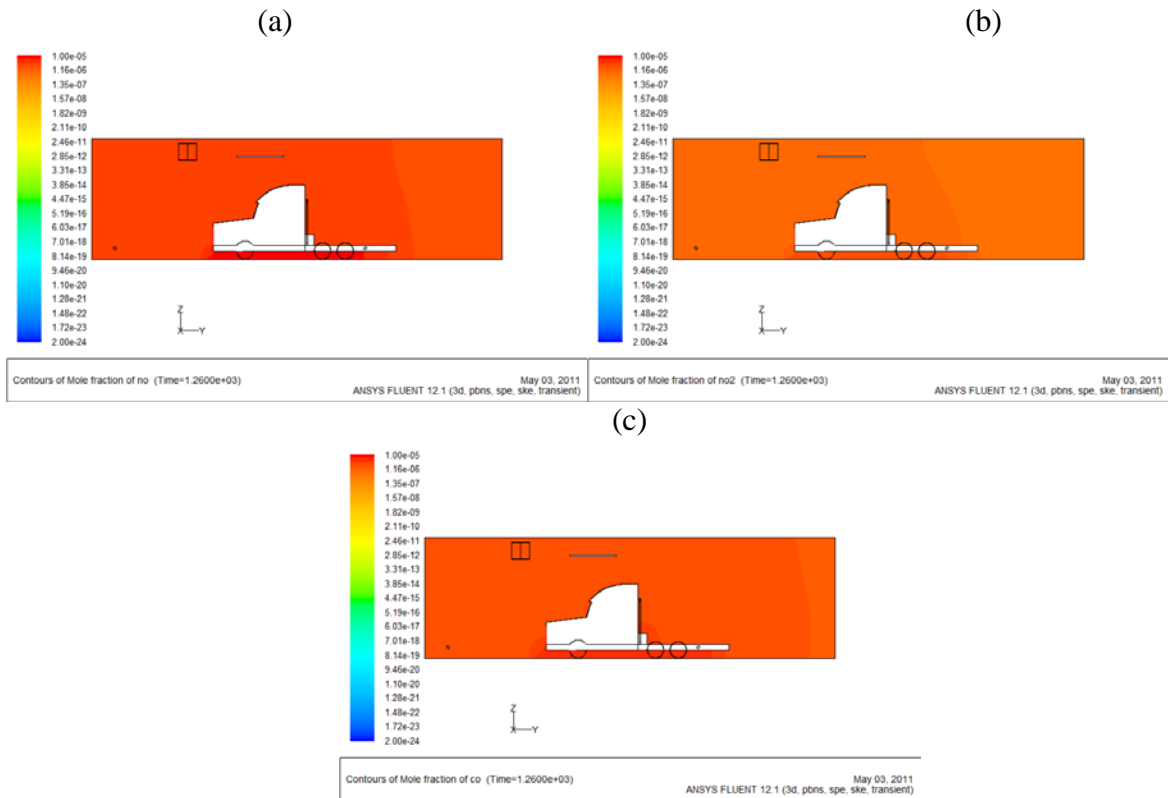 (a)
(b)
1.00e-05
1.16e-06
1.35e-07
1.57e-08
1.82e-09
2.11e-10
2.46e-11
2.85e-12
3.31e-13
3.85e-14
4.47e-15
5.19e-16
6.03e-17
7.01e-18
8.14e-19
9.46e-20
1.10e-20
1.28e-21
1.48e-22
1.72e-23
2.00e-24
Z
X Y
Contours of Mole fraction of no (Time=1.2600e+03)
May 03, 2011
ANSYS FLUENT 12.1 (3d, pbns, spe, ske, transient)
1.00e-05
1.16e-06
1.35e-07
1.57e-08
1.82e-09
2.11e-10
2.46e-11
2.85e-12
3.31e-13
3.85e-14
4.47e-15
5.19e-16
6.03e-17
7.01e-18
8.14e-19
9.46e-20
1.10e-20
1.28e-21
1.48e-22
1.72e-23
2.00e-24
Z
X Y
Contours of Mole fraction of no2 (Time=1.2600e+03)
May 03, 2011
ANSYS FLUENT 12.1 (3d, pbns, spe, ske, transient)
(c)
1.00e-05
1.16e-06
1.35e-07
1.57e-08
1.82e-09
2.11e-10
2.46e-11
2.85e-12
3.31e-13
3.85e-14
4.47e-15
5.19e-16
6.03e-17
7.01e-18
8.14e-19
9.46e-20
1.10e-20
1.28e-21
1.48e-22
1.72e-23
2.00e-24
Z
X Y
Contours of Mole fraction of co (Time=1.2600e+03)
May 03, 2011
ANSYS FLUENT 12.1 (3d, pbns, spe, ske, transient)